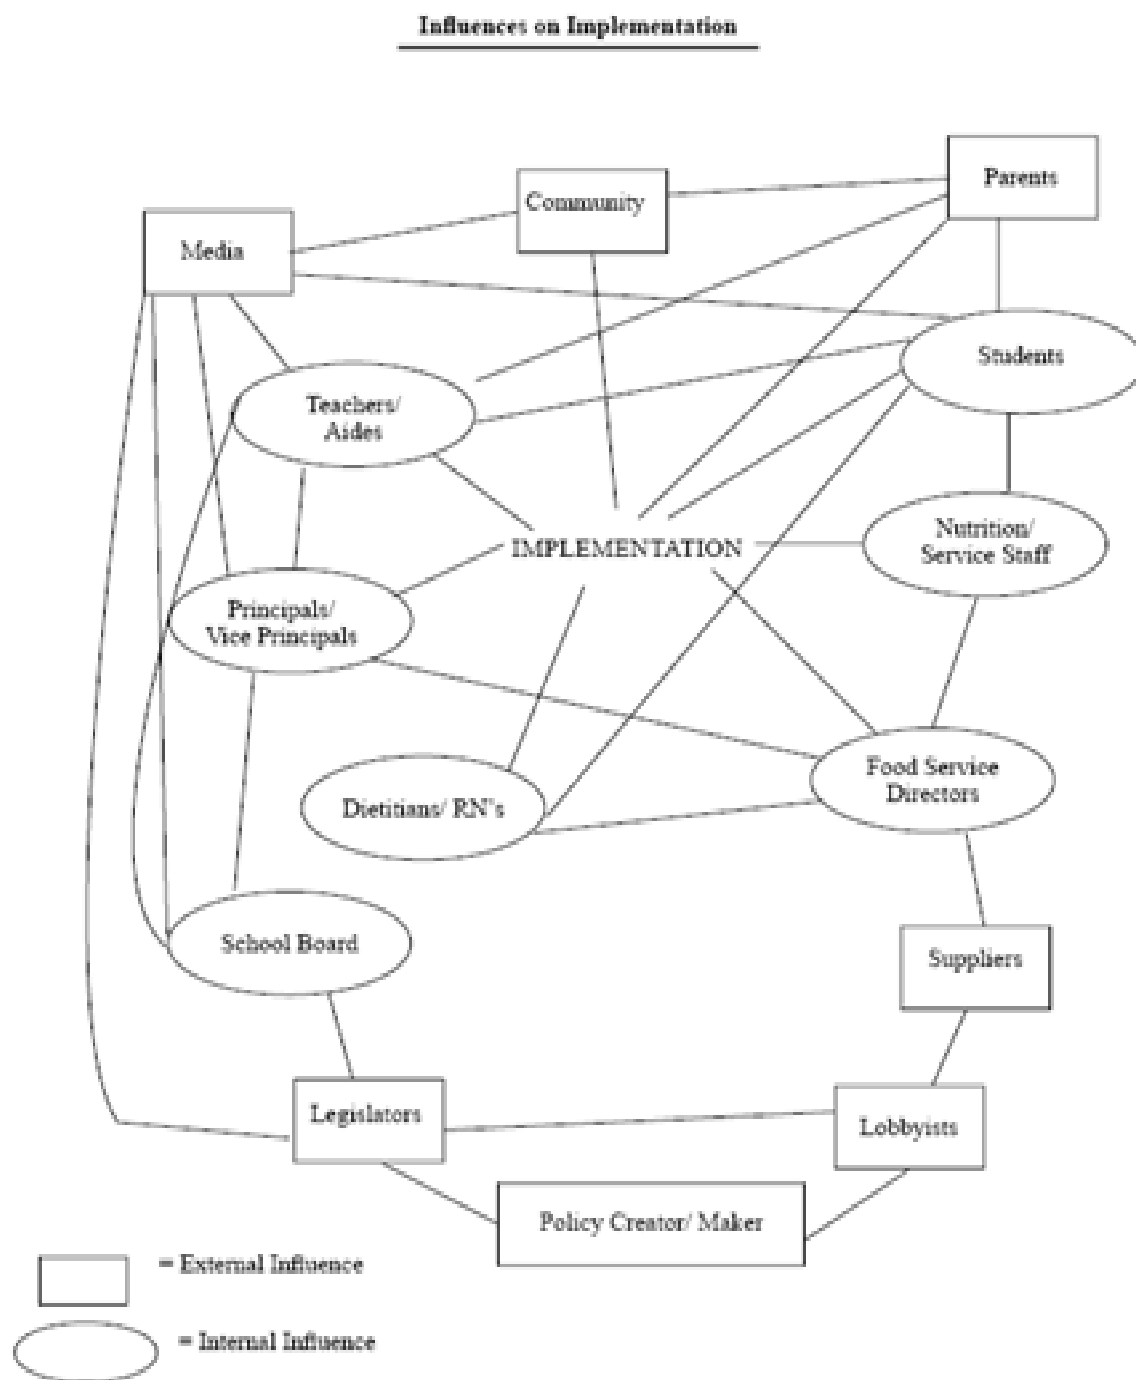 Influences on Implementation
Parents
Community
Media
Students
Teachers/
Aides
Nutrition/
Service Staff
IMPLEMENTATION
Principals/
Vice Principals
Food Service
Directors
Dietitians/ RN's
School Board
Suppliers
Legislators
Lobbyists
Policy Creator/ Maker
= External Influence
= Internal Influence